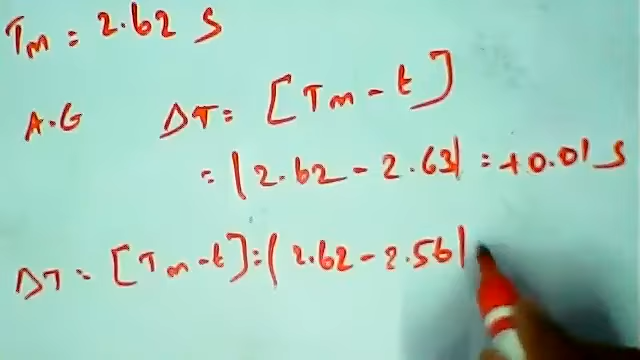 Tm = 2.62 S
A.G ΔT = [Tm - t]
= |2.62 - 2.63| = +0.01 S
ΔT = [Tm - t] = |2.62 - 2.56|